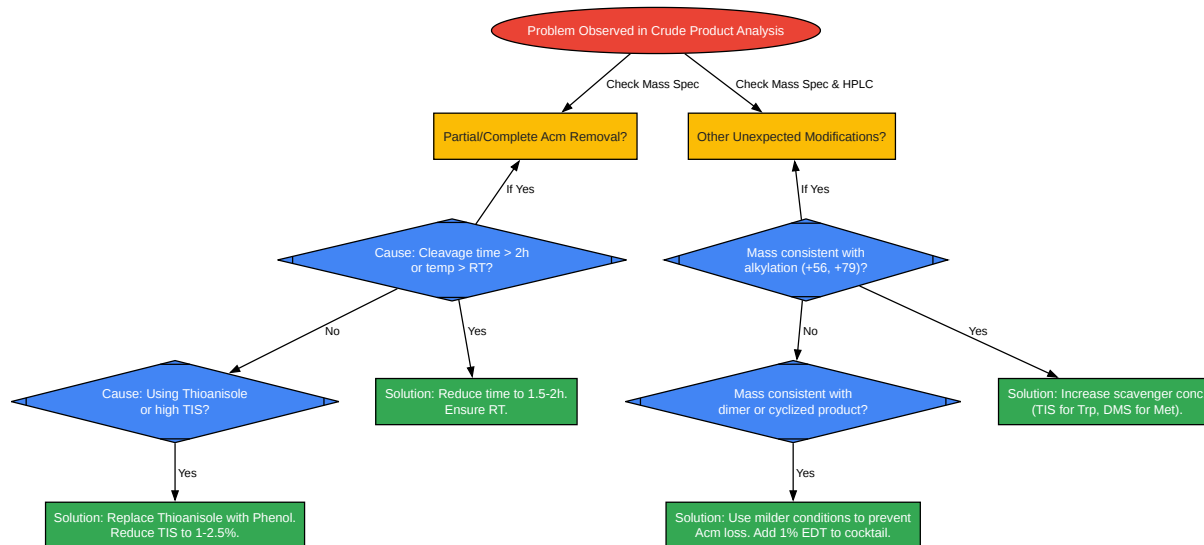 Problem Observed in Crude Product Analysis
Check Mass Spec
Check Mass Spec & HPLC
Partial/Complete Acm Removal?
Other Unexpected Modifications?
If Yes
If Yes
Cause: Cleavage time > 2h
or temp > RT?
Mass consistent with
alkylation (+56, +79)?
No
Yes
No
Yes
Cause: Using Thioanisole
or high TIS?
Solution: Reduce time to 1.5-2h.
Ensure RT.
Mass consistent with
dimer or cyclized product?
Solution: Increase scavenger conc
(TIS for Trp, DMS for Met).
Yes
Yes
Solution: Replace Thioanisole with Phenol.
Reduce TIS to 1-2.5%.
Solution: Use milder conditions to prevent
Acm loss. Add 1% EDT to cocktail.